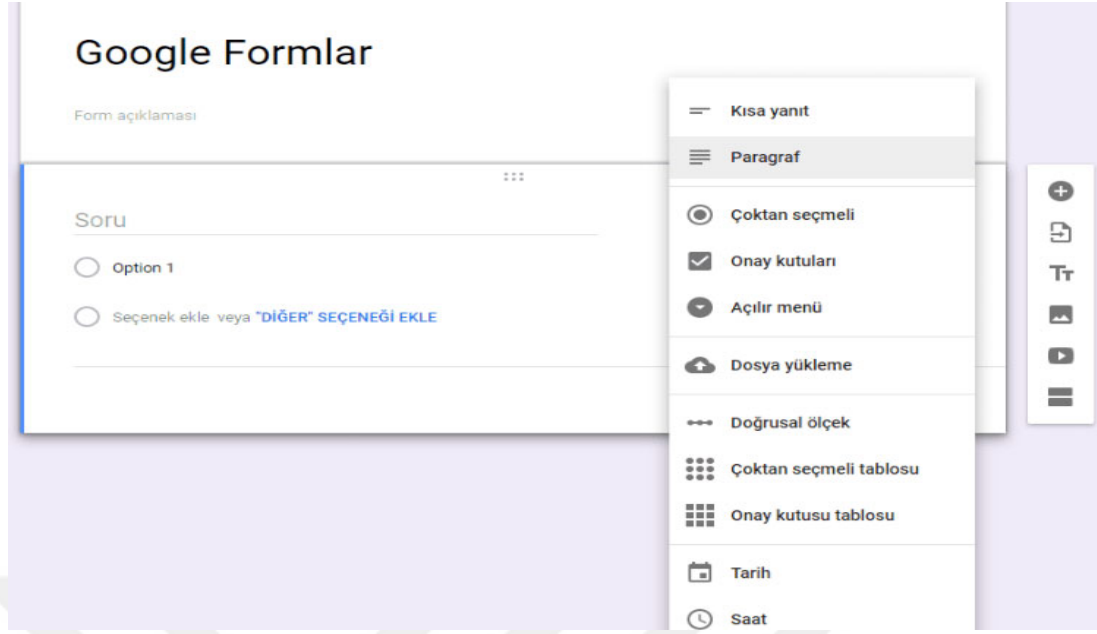 Google Formlar
Form açıklaması
Soru
Option 1
Seçenek ekle veya "DİĞER" SEÇENEĞİ EKLE
Kısa yanıt
Paragraf
Çoktan seçmeli
Onay kutuları
Açılır menü
Dosya yükleme
Doğrusal ölçek
Çoktan seçmeli tablosu
Onay kutusu tablosu
Tarih
Saat
Tт